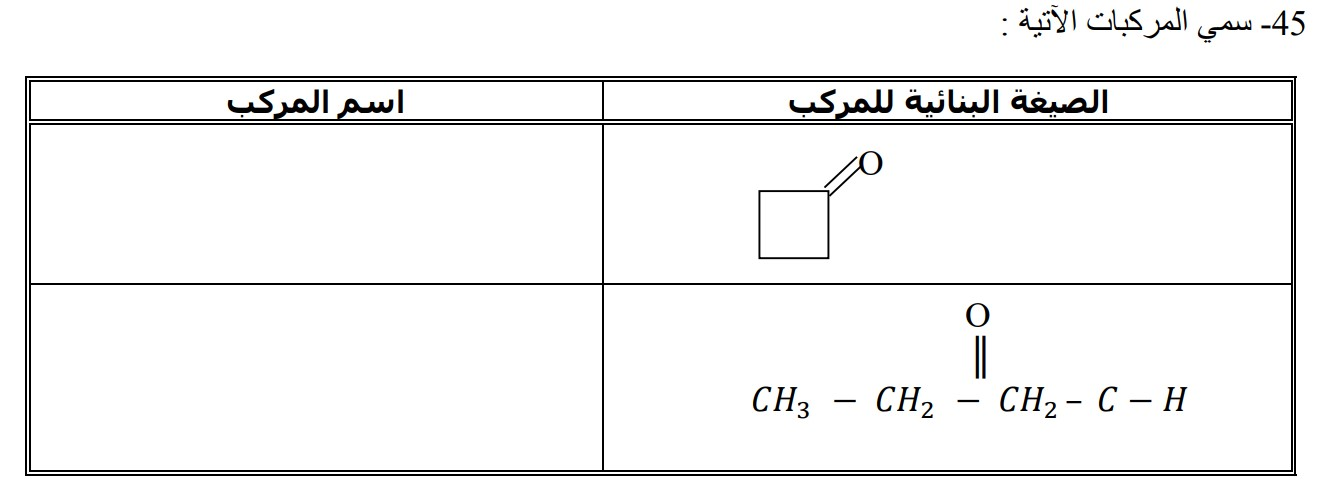 45- سمي المركبات الآتية :
الصيغة البنائية للمركب
اسم المركب
O
O
||
CH₃ − CH₂ − CH₂ – C − H